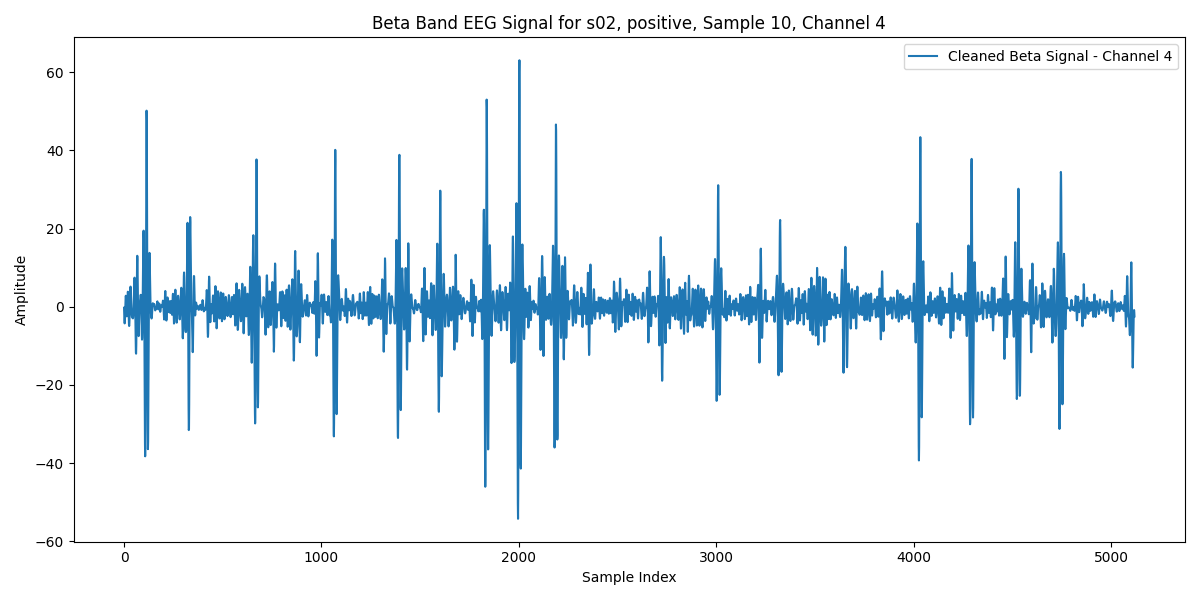 Beta Band EEG Signal for s02, positive, Sample 10, Channel 4
Cleaned Beta Signal - Channel 4
Amplitude
60
40
20
0
−20
−40
−60
0 1000 2000 3000 4000 5000
Sample Index